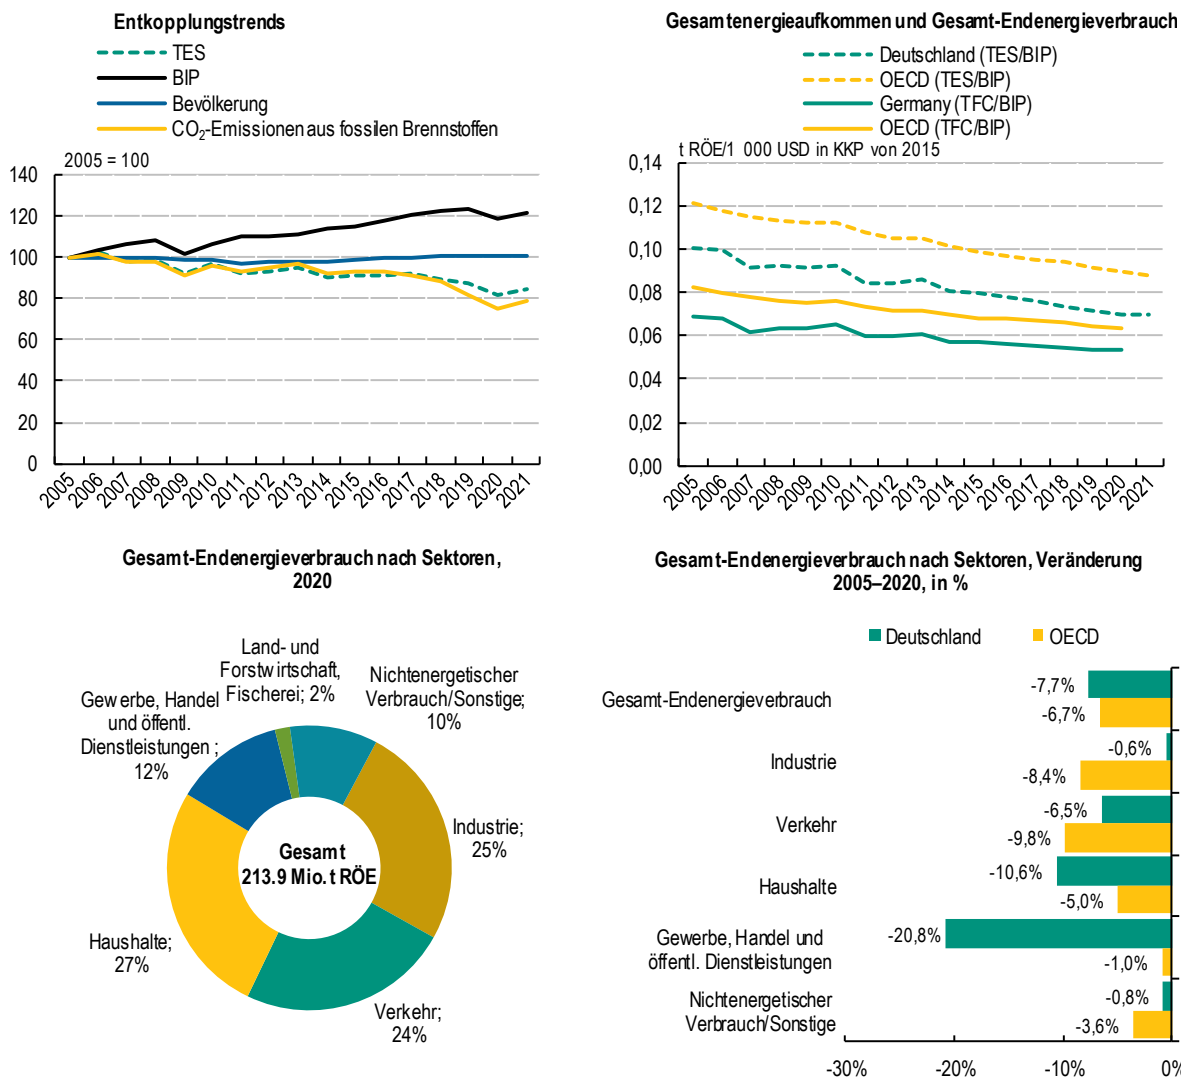 Entkopplungstrends
TES
BIP
Bevölkerung
CO2-Emissionen aus fossilen Brennstoffen
2005 = 100
140
120
100
80
60
40
20
0
2005
2006
2007
2008
2009
2010
2011
2012
2013
2014
2015
2016
2017
2018
2019
2020
2021
Gesamtenergieaufkommen und Gesamt-Endenergieverbrauch
Deutschland (TES/BIP)
OECD (TES/BIP)
Germany (TFC/BIP)
OECD (TFC/BIP)
t RÖE/1 000 USD in KKP von 2015
0,14
0,12
0,10
0,08
0,06
0,04
0,02
0,00
2005
2006
2007
2008
2009
2010
2011
2012
2013
2014
2015
2016
2017
2018
2019
2020
2021
Gesamt-Endenergieverbrauch nach Sektoren,
2020
Land- und
Forstwirtschaft,
Fischerei; 2%
Nichtenergetischer
Verbrauch/Sonstige;
10%
Gewerbe, Handel
und öffentl.
Dienstleistungen ;
12%
Industrie;
25%
Gesamt
213.9 Mio. t RÖE
Haushalte;
27%
Verkehr;
24%
Gesamt-Endenergieverbrauch nach Sektoren, Veränderung
2005–2020, in %
Deutschland
OECD
Gesamt-Endenergieverbrauch
-7,7%
-6,7%
Industrie
-0,6%
-8,4%
Verkehr
-6,5%
-9,8%
Haushalte
-10,6%
-5,0%
Gewerbe, Handel und
öffentl. Dienstleistungen
-20,8%
-1,0%
Nichtenergetischer
Verbrauch/Sonstige
-0,8%
-3,6%
-30%
-20%
-10%
0%